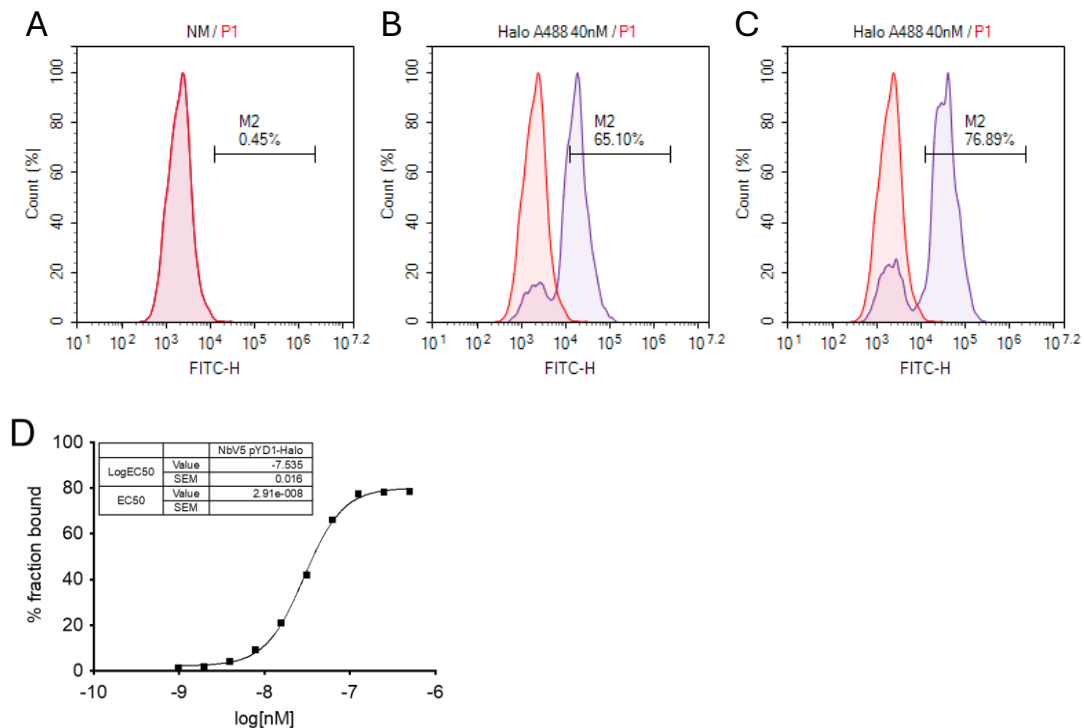 A
NM / P1
Count (%)
100
80
60
40
20
0
M2
0.45%
10^1 10^2 10^3 10^4 10^5 10^6 10^7.2
FITC-H
B
Halo A488 40nM / P1
Count (%)
100
80
60
40
20
0
M2
65.10%
10^1 10^2 10^3 10^4 10^5 10^6 10^7.2
FITC-H
C
Halo A488 40nM / P1
Count (%)
100
80
60
40
20
0
M2
76.89%
10^1 10^2 10^3 10^4 10^5 10^6 10^7.2
FITC-H
D
% fraction bound
100
80
60
40
20
0
NbV5 pYD1-Halo
LogEC50 Value -7.535
SEM 0.016
EC50 Value 2.91e-008
SEM
-10 -9 -8 -7 -6
log[nM]